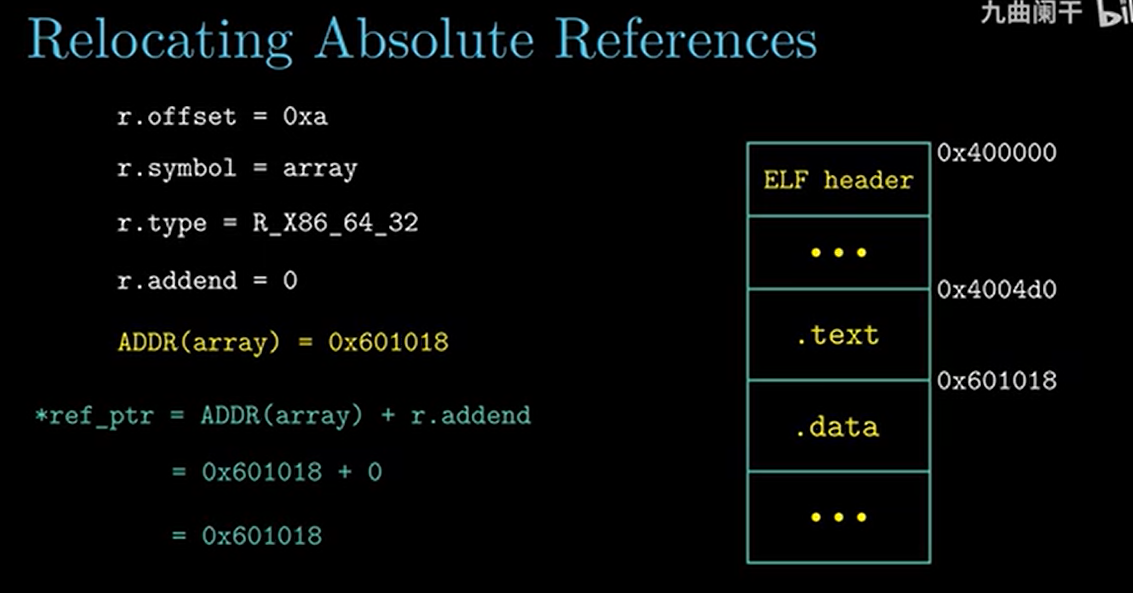 九曲阑干
Relocating Absolute References
r.offset = 0xa
r.symbol = array
r.type = R_X86_64_32
r.addend = 0
ADDR(array) = 0x601018
*ref_ptr = ADDR(array) + r.addend
= 0x601018 + 0
= 0x601018
0x400000
ELF header
...
0x4004d0
.text
0x601018
.data
...